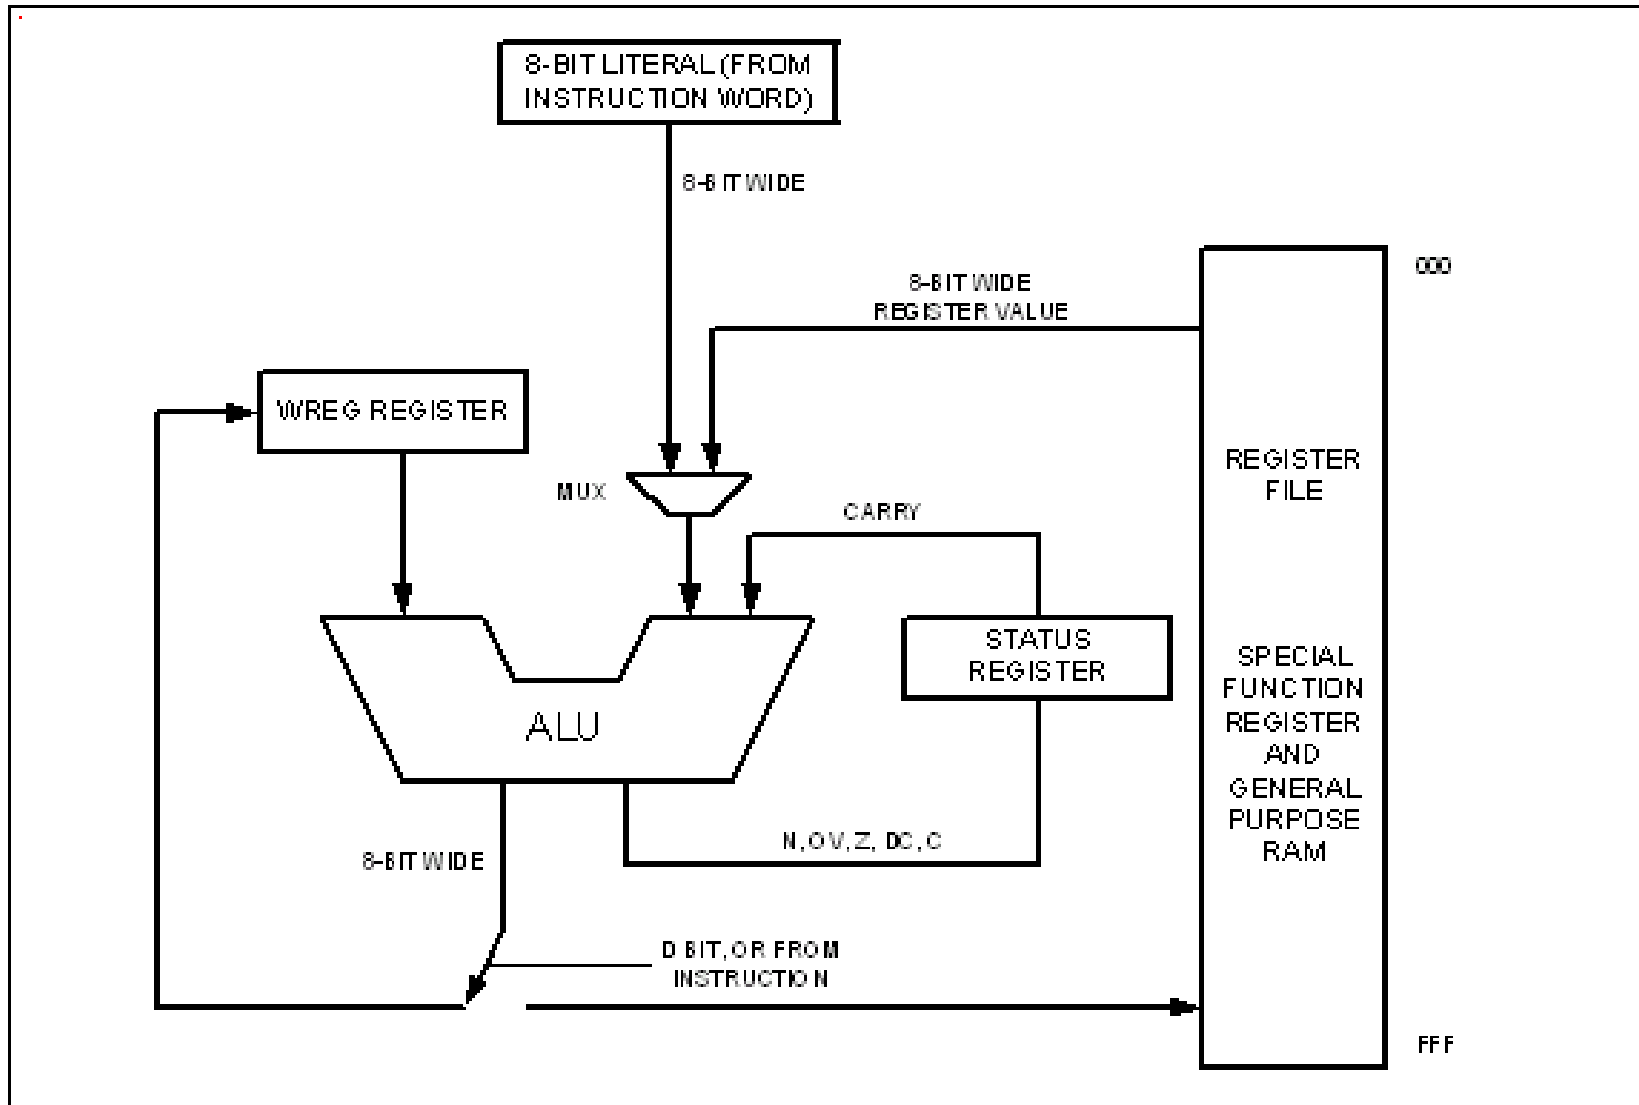 8-BIT LITERAL (FROM
INSTRUCTION WORD)
8-BIT WIDE
8-BIT WIDE
REGISTER VALUE
000
WREG REGISTER
MUX
CARRY
REGISTER
FILE
STATUS
REGISTER
SPECIAL
FUNCTION
REGISTER
AND
GENERAL
PURPOSE
RAM
ALU
N, OV, Z, DC, C
8-BIT WIDE
D BIT, OR FROM
INSTRUCTION
FFF